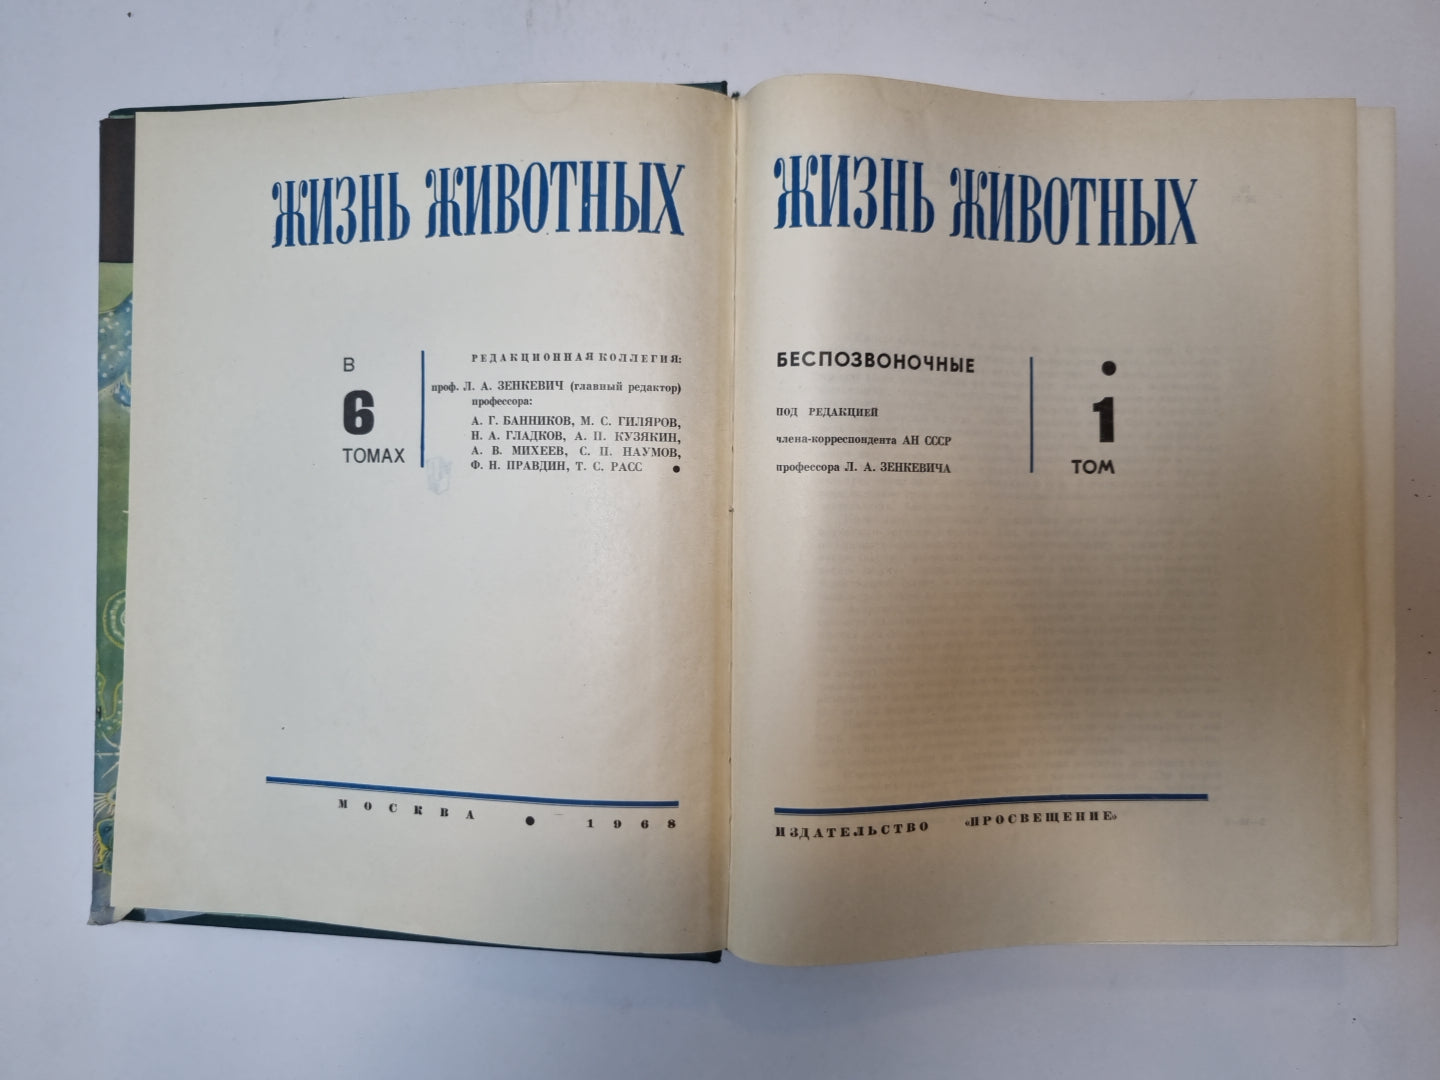 ЖИЗНЬ ЖИВОТНЫХ
В
6
ТОМАХ
РЕДАКЦИОННАЯ КОЛЛЕГИЯ:
проф. Л. А. ЗЕНКЕВИЧ (главный редактор)
профессора:
А. Г. БАННИКОВ, М. С. ГИЛЯРОВ,
Н. А. ГЛАДКОВ, А. П. КУЗЯКИН,
А. В. МИХЕЕВ, С. П. НАУМОВ,
Ф. Н. ПРАВДИН, Т. С. РАСС ●
МОСКВА ● 1968
ЖИЗНЬ ЖИВОТНЫХ
БЕСПОЗВОНОЧНЫЕ
ПОД РЕДАКЦИЕЙ
члена-корреспондента АН СССР
профессора Л. А. ЗЕНКЕВИЧА
●
1
ТОМ
ИЗДАТЕЛЬСТВО «ПРОСВЕЩЕНИЕ»